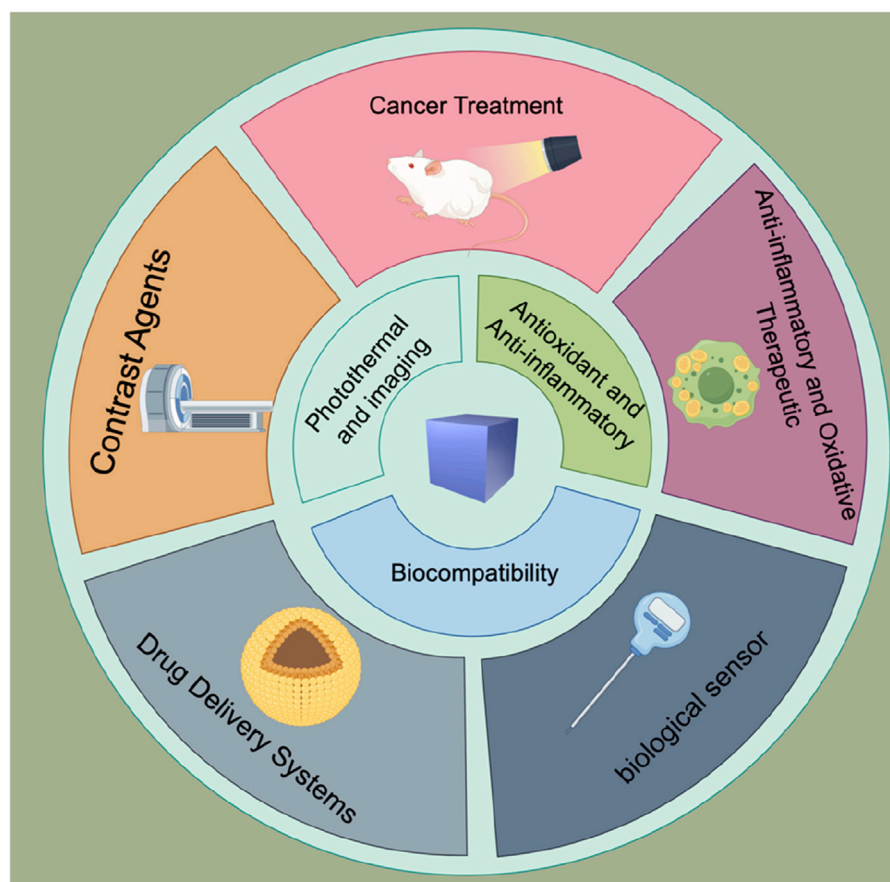 Cancer Treatment
Anti-inflammatory and Oxidative
Therapeutic
biological sensor
Drug Delivery Systems
Contrast Agents
Photothermal
and imaging
Antioxidant and
Anti-inflammatory
Biocompatibility